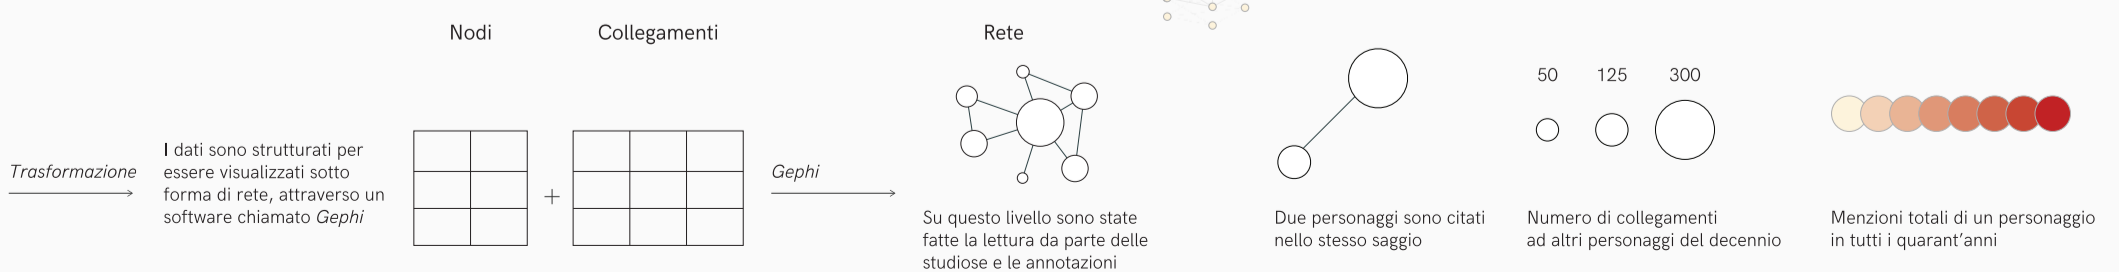 Trasformazione
I dati sono strutturati per
essere visualizzati sotto
forma di rete, attraverso un
software chiamato Gephi
Nodi
+
Collegamenti
Gephi
Rete
Su questo livello sono state
fatte la lettura da parte delle
studiose e le annotazioni
Due personaggi sono citati
nello stesso saggio
50 125 300
Numero di collegamenti
ad altri personaggi del decennio
Menzioni totali di un personaggio
in tutti i quarant'anni